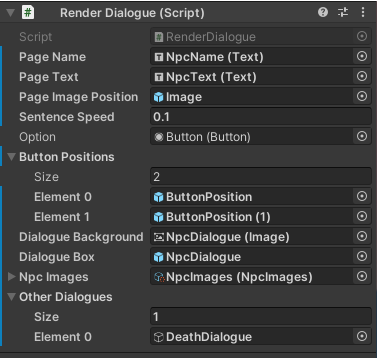 Render Dialogue (Script)
Script RenderDialogue
Page Name NpcName (Text)
Page Text NpcText (Text)
Page Image Position Image
Sentence Speed 0.1
Option Button (Button)
Button Positions
Size 2
Element 0 ButtonPosition
Element 1 ButtonPosition (1)
Dialogue Background NpcDialogue (Image)
Dialogue Box NpcDialogue
Npc Images NpcImages (NpcImages)
Other Dialogues
Size 1
Element 0 DeathDialogue